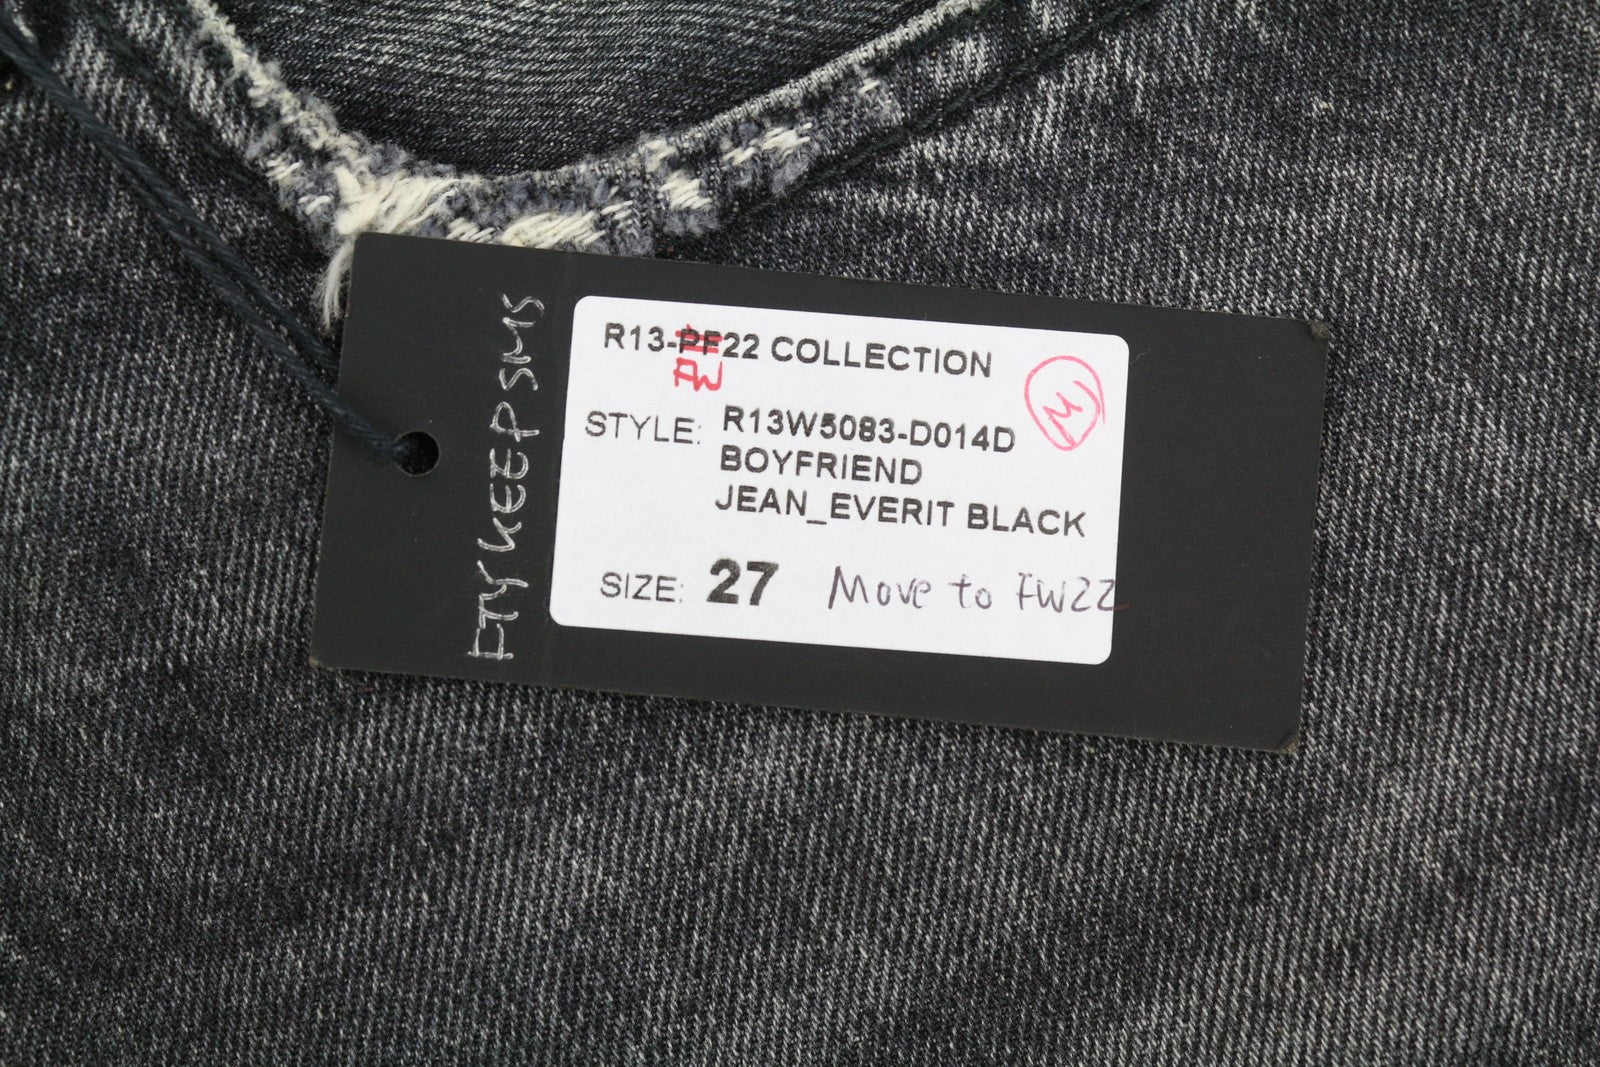 R13-PF22 COLLECTION
FW
M
STYLE: R13W5083-D014D
BOYFRIEND
JEAN_EVERIT BLACK
SIZE: 27 Move to FW22
FTY KEEP SMS